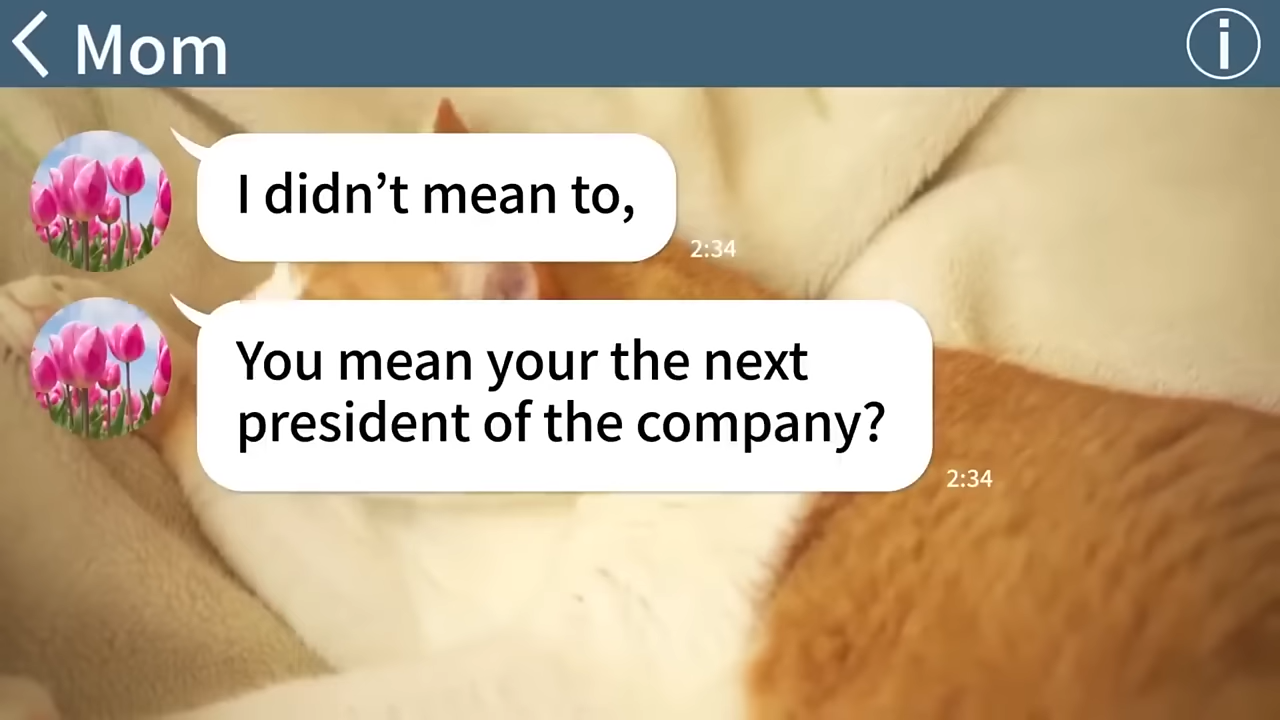 Mom
I didn’t mean to,
2:34
You mean your the next
president of the company?
2:34